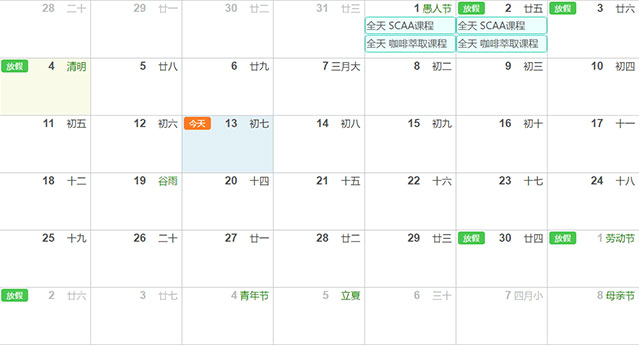 28 二十 29 廿一 30 廿二 31 廿三 1 愚人节 放假 2 廿五 放假 3 廿六
全天 SCAA课程 全天 SCAA课程
全天 咖啡萃取课程 全天 咖啡萃取课程
放假 4 清明 5 廿八 6 廿九 7 三月大 8 初二 9 初三 10 初四
11 初五 12 初六 今天 13 初七 14 初八 15 初九 16 初十 17 十一
18 十二 19 谷雨 20 十四 21 十五 22 十六 23 十七 24 十八
25 十九 26 二十 27 廿一 28 廿二 29 廿三 放假 30 廿四 放假 1 劳动节
放假 2 廿六 3 廿七 4 青年节 5 立夏 6 三十 7 四月小 8 母亲节